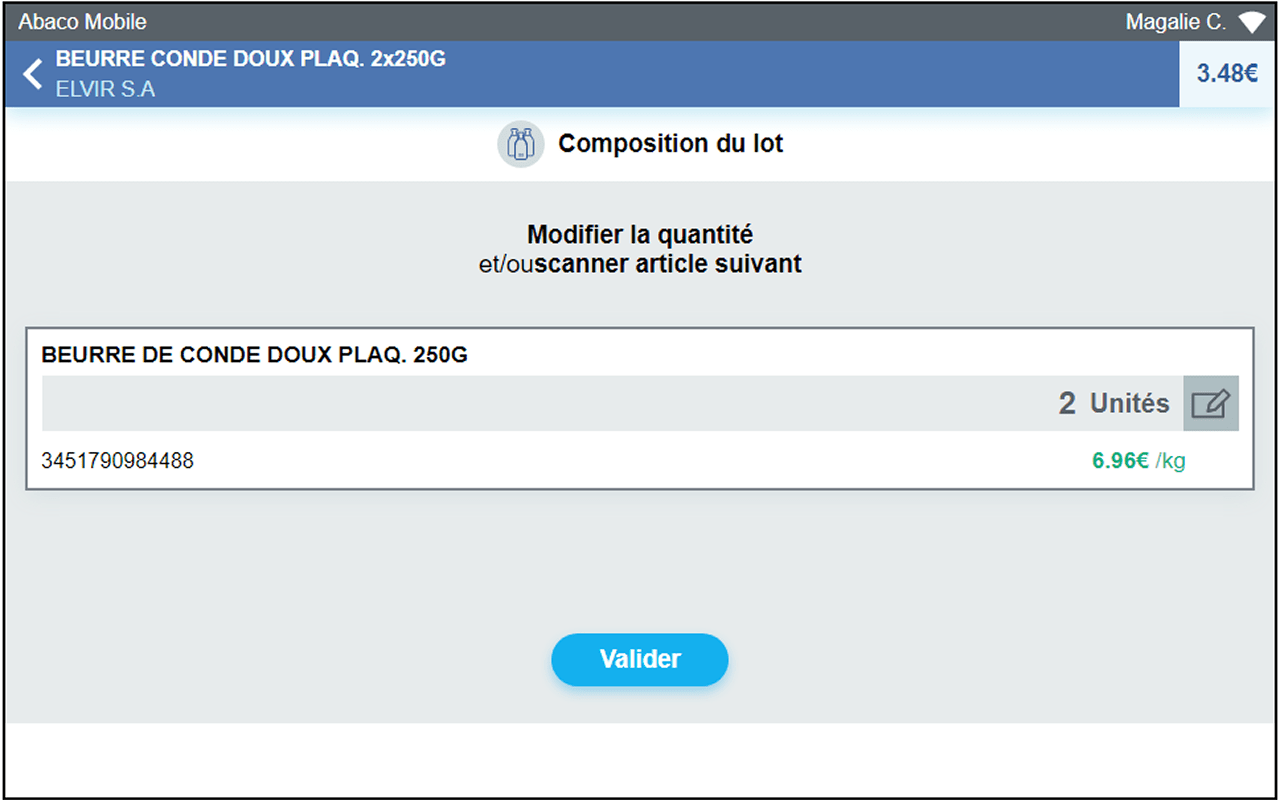 Abaco Mobile
Magalie C.
BEURRE CONDE DOUX PLAQ. 2x250G
ELVIR S.A
3.48€
Composition du lot
Modifier la quantité
et/ouscanner article suivant
BEURRE DE CONDE DOUX PLAQ. 250G
2 Unités
3451790984488
6.96€ /kg
Valider